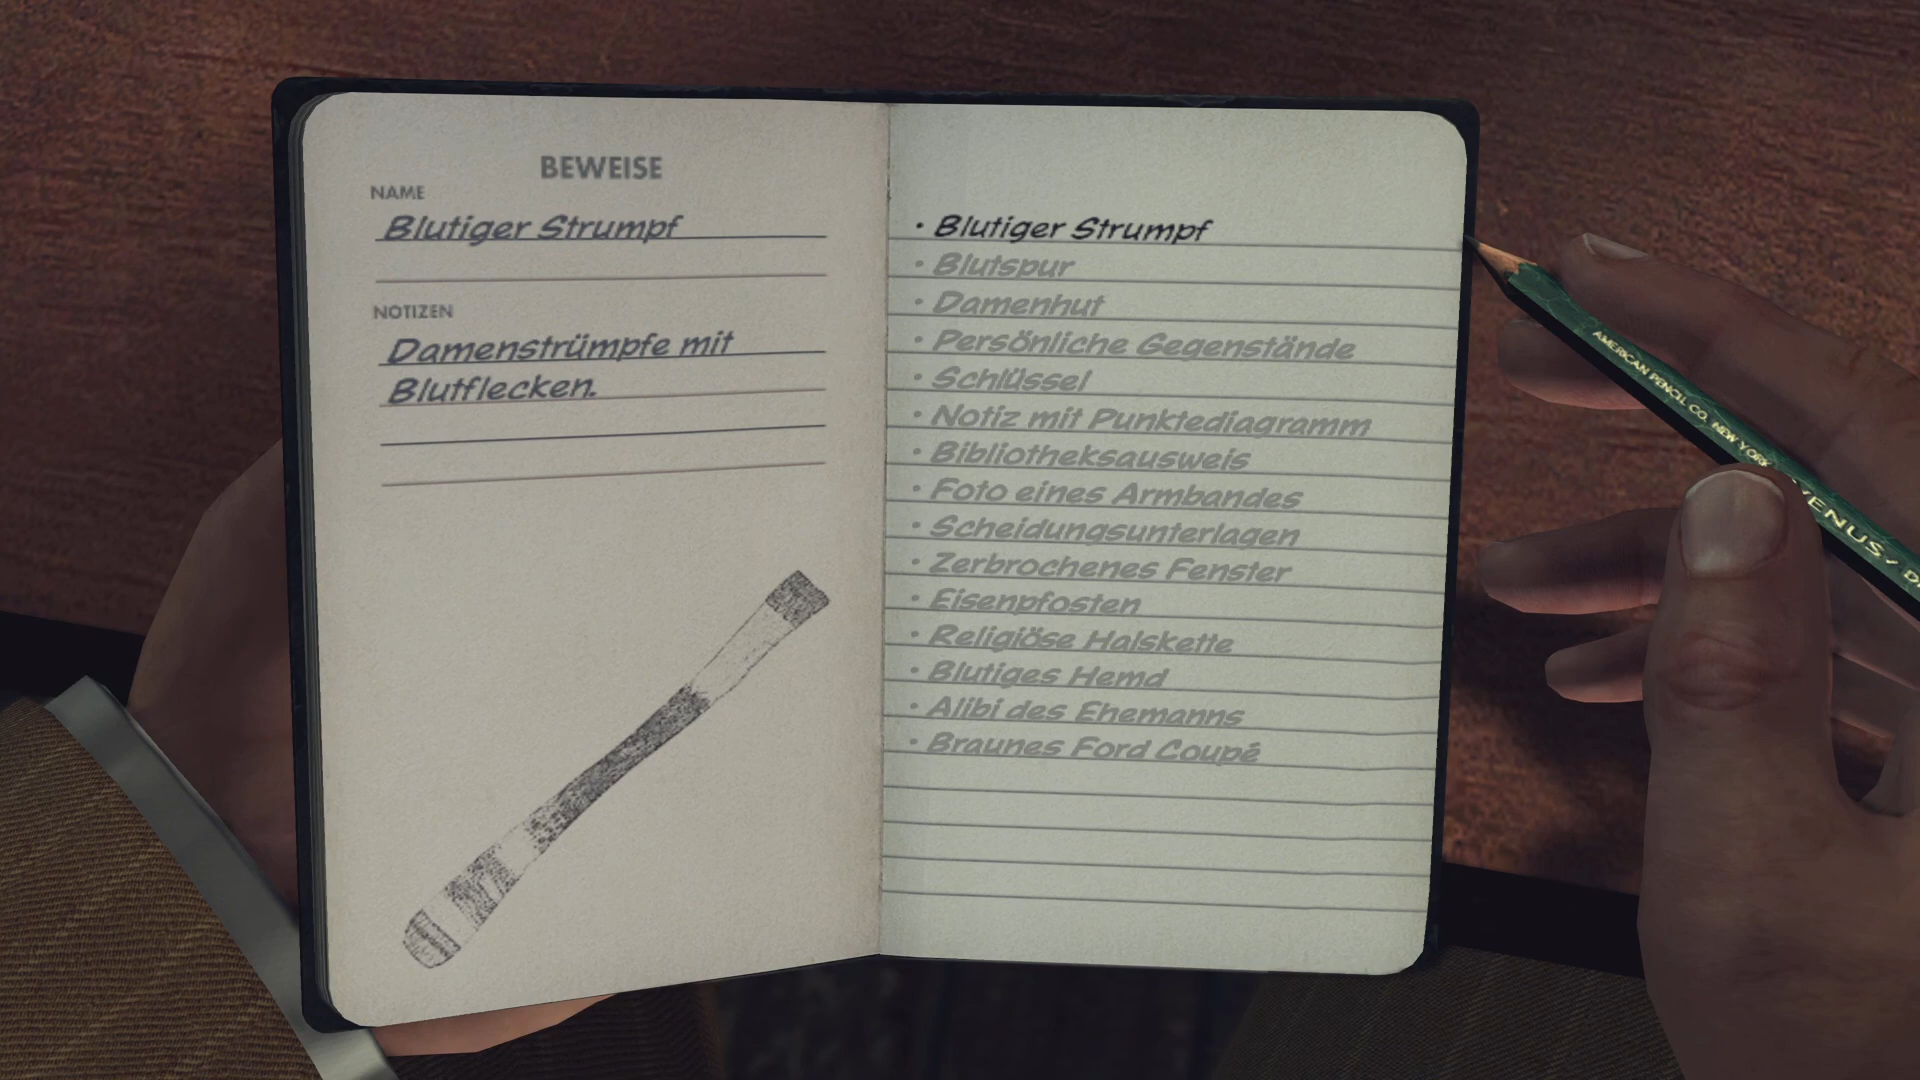 BEWEISE
NAME
Blutiger Strumpf
NOTIZEN
Damenstrümpfe mit
Blutflecken.
• Blutiger Strumpf
• Blutspur
• Damenhut
• Persönliche Gegenstände
• Schlüssel
• Notiz mit Punktediagramm
• Bibliotheksausweis
• Foto eines Armbandes
• Scheidungsunterlagen
• Zerbrochenes Fenster
• Eisenpfosten
• Religiöse Halskette
• Blutiges Hemd
• Alibi des Ehemanns
• Braunes Ford Coupé
AMERICAN PENCIL CO. NEW YORK
VENUS